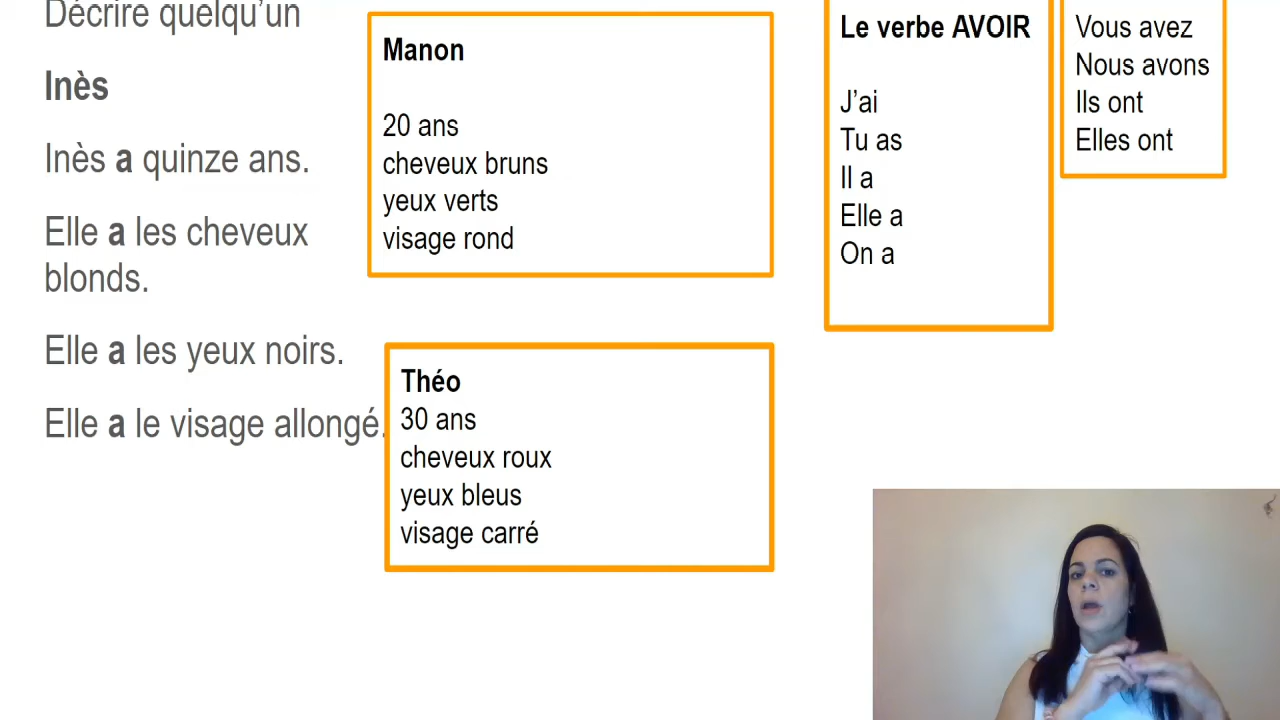 Décrire quelqu’un
Inès
Inès a quinze ans.
Elle a les cheveux
blonds.
Elle a les yeux noirs.
Elle a le visage allongé.
Manon
20 ans
cheveux bruns
yeux verts
visage rond
Théo
30 ans
cheveux roux
yeux bleus
visage carré
Le verbe AVOIR
J’ai
Tu as
Il a
Elle a
On a
Vous avez
Nous avons
Ils ont
Elles ont